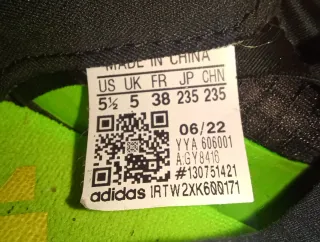 MADE IN CHINA
US UK FR JP CHN
5½ 5 38 235 235
06/22
YYA 606001
A:GY8416
#130751421
adidas IRTW2XK600171